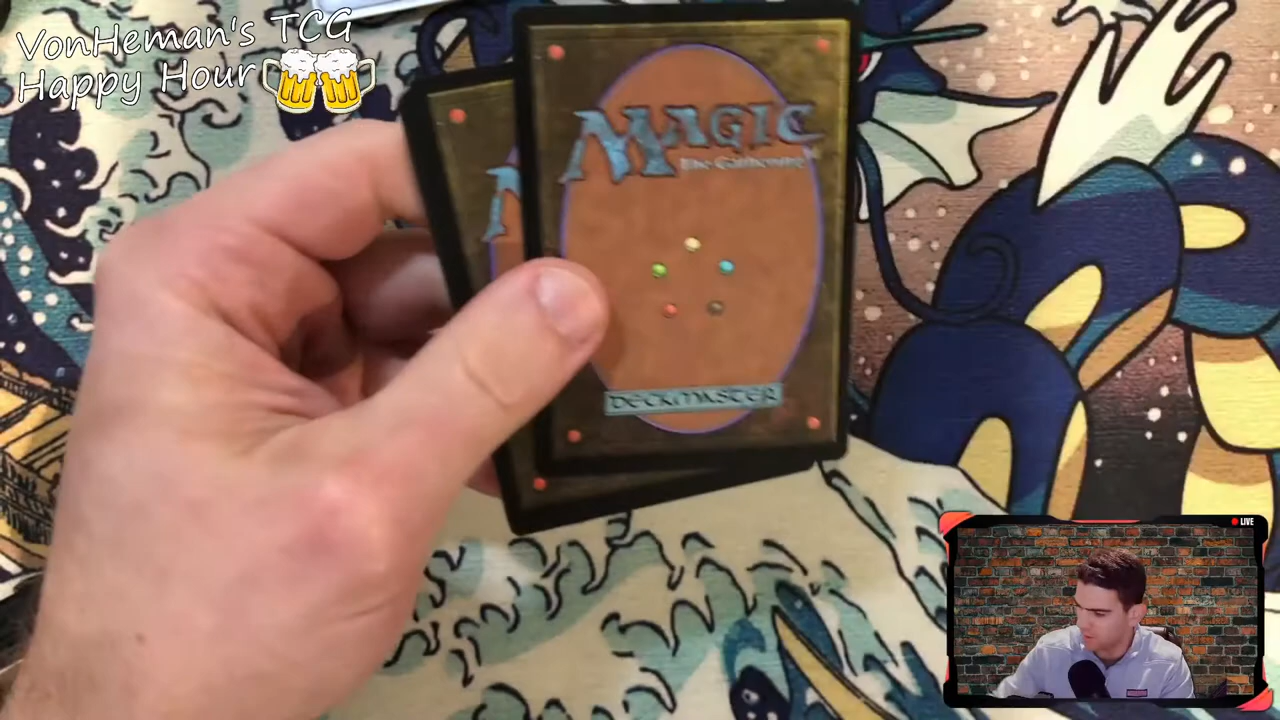 VonHeman's TCG
Happy Hour
MAGIC
The Gathering
DECKMASTER
LIVE